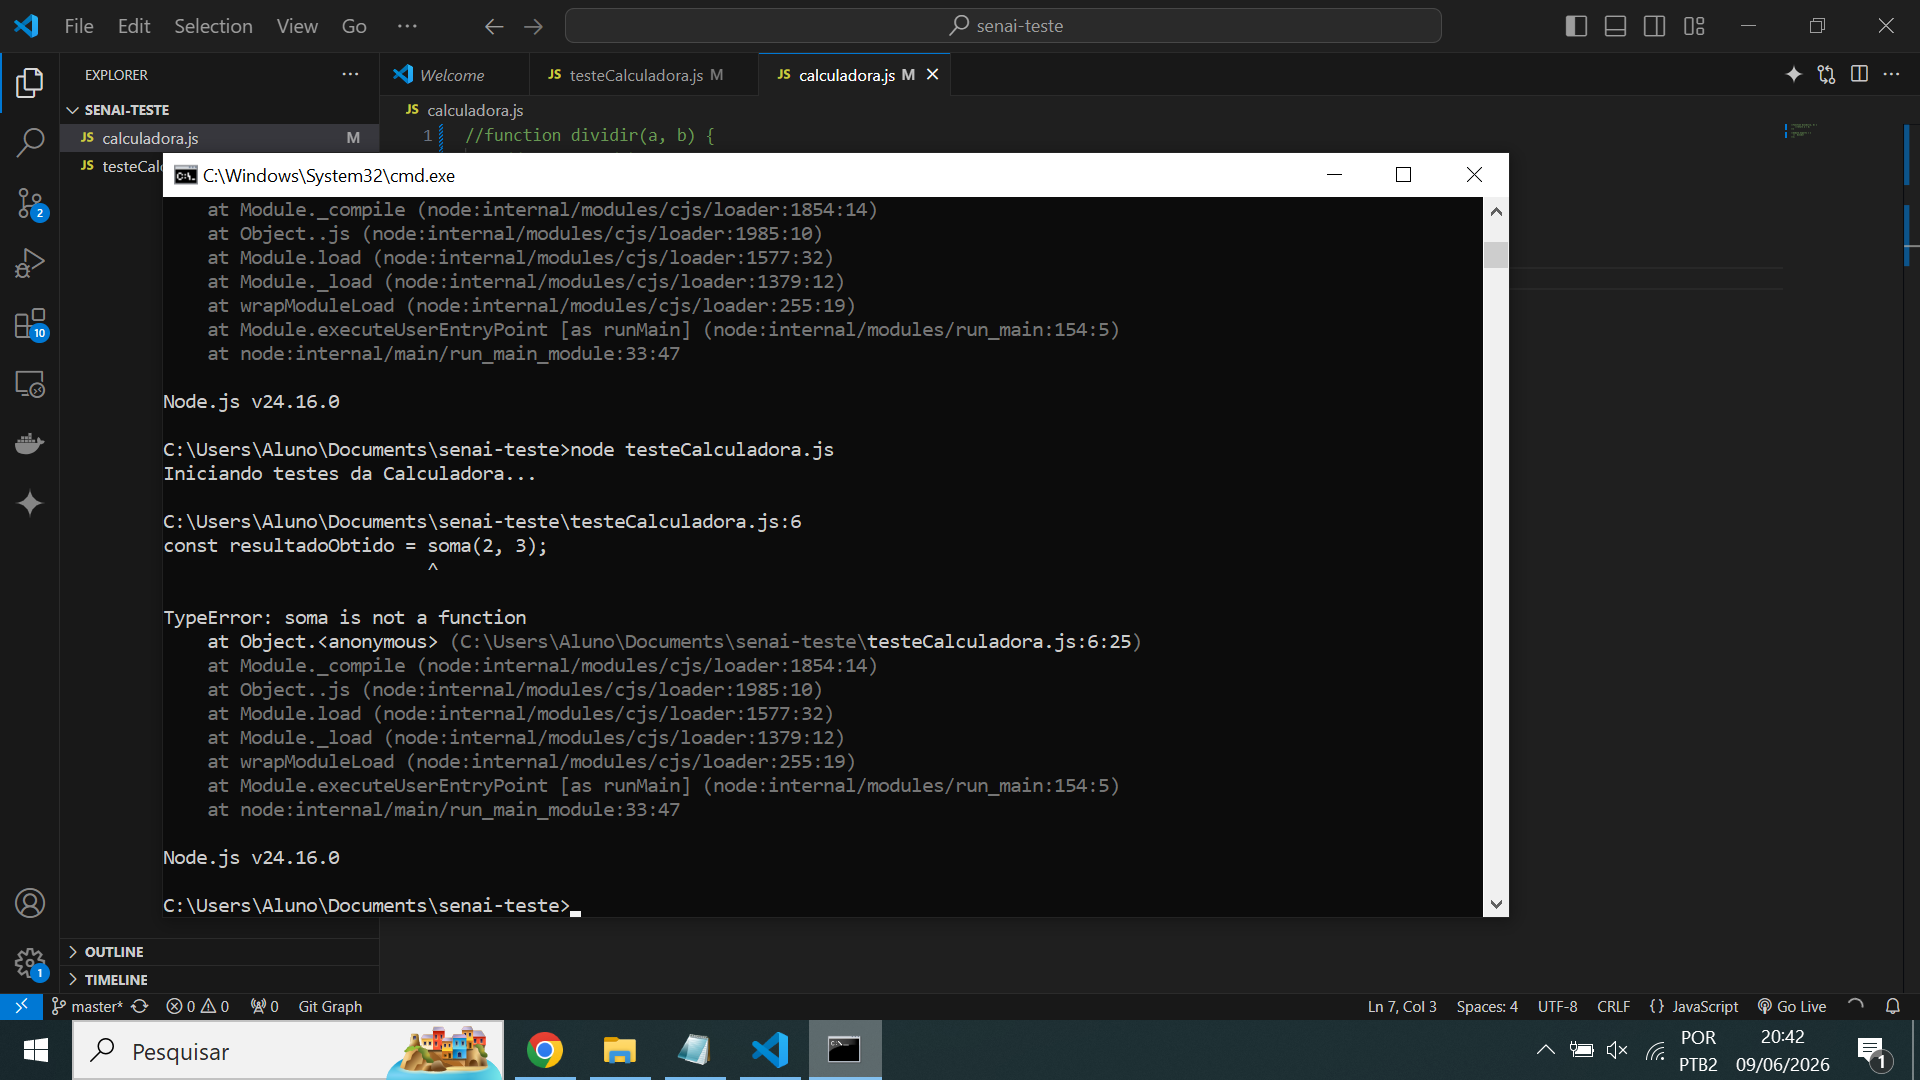 File Edit Selection View Go ··· senai-teste
EXPLORER
Welcome testeCalculadora.js M calculadora.js M
SENAI-TESTE
calculadora.js M
testeCal
JS calculadora.js
1 //function dividir(a, b) {
C:\Windows\System32\cmd.exe
at Module._compile (node:internal/modules/cjs/loader:1854:14)
at Object..js (node:internal/modules/cjs/loader:1985:10)
at Module.load (node:internal/modules/cjs/loader:1577:32)
at Module._load (node:internal/modules/cjs/loader:1379:12)
at wrapModuleLoad (node:internal/modules/cjs/loader:255:19)
at Module.executeUserEntryPoint [as runMain] (node:internal/modules/run_main:154:5)
at node:internal/main/run_main_module:33:47
Node.js v24.16.0
C:\Users\Aluno\Documents\senai-teste>node testeCalculadora.js
Iniciando testes da Calculadora...
C:\Users\Aluno\Documents\senai-teste\testeCalculadora.js:6
const resultadoObtido = soma(2, 3);
^
TypeError: soma is not a function
at Object.<anonymous> (C:\Users\Aluno\Documents\senai-teste\testeCalculadora.js:6:25)
at Module._compile (node:internal/modules/cjs/loader:1854:14)
at Object..js (node:internal/modules/cjs/loader:1985:10)
at Module.load (node:internal/modules/cjs/loader:1577:32)
at Module._load (node:internal/modules/cjs/loader:1379:12)
at wrapModuleLoad (node:internal/modules/cjs/loader:255:19)
at Module.executeUserEntryPoint [as runMain] (node:internal/modules/run_main:154:5)
at node:internal/main/run_main_module:33:47
Node.js v24.16.0
C:\Users\Aluno\Documents\senai-teste>
2
10
1
OUTLINE
TIMELINE
master* 0 0 0 Git Graph Ln 7, Col 3 Spaces: 4 UTF-8 CRLF {} JavaScript Go Live
Pesquisar
POR
PTB2
20:42
09/06/2026
1